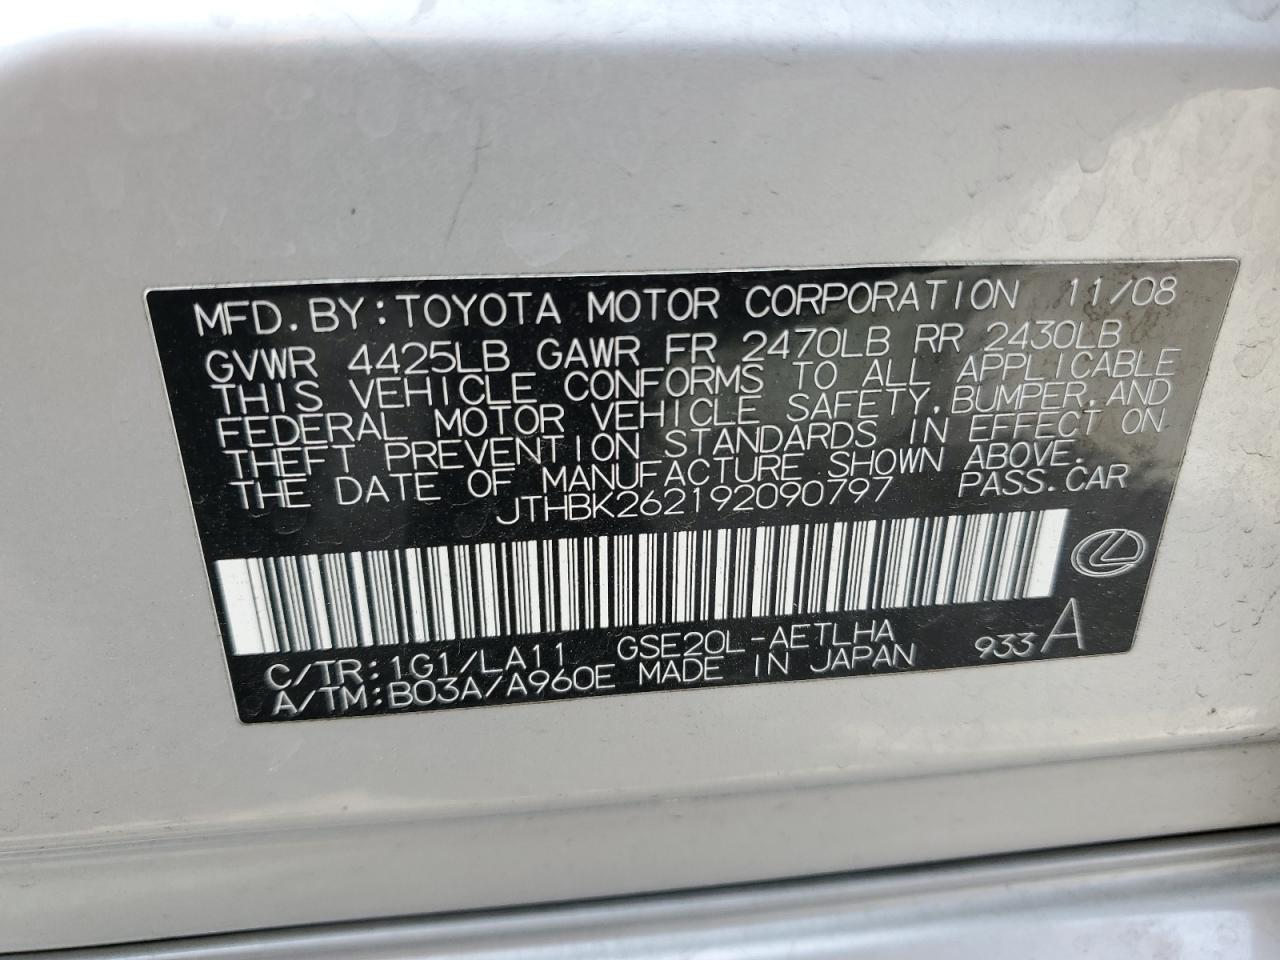 MFD. BY: TOYOTA MOTOR CORPORATION 11/08
GVWR 4425LB GAWR FR 2470LB RR 2430LB
THIS VEHICLE CONFORMS TO ALL APPLICABLE
FEDERAL MOTOR VEHICLE SAFETY, BUMPER, AND
THEFT PREVENTION STANDARDS IN EFFECT ON
THE DATE OF MANUFACTURE SHOWN ABOVE.
JTHBK262192090797 PASS. CAR
C/TR: 1G1/LA11 GSE20L-AETLHA 933 A
A/TM: B03A/A960E MADE IN JAPAN